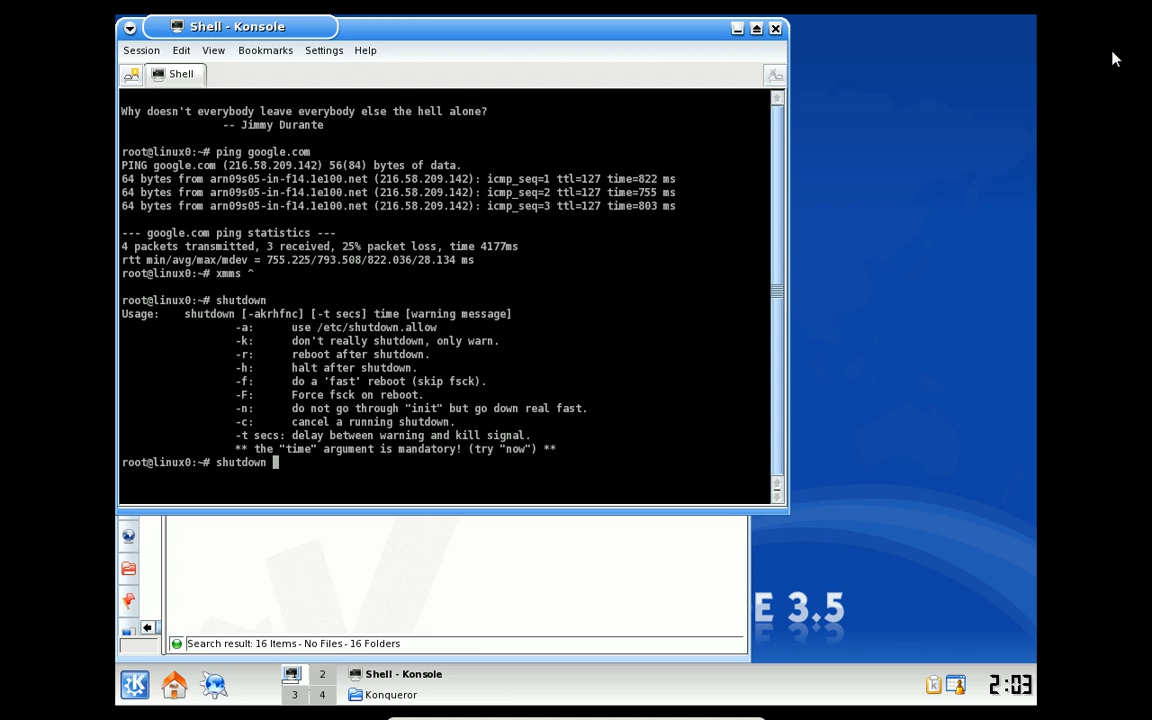 Shell - Konsole
Session Edit View Bookmarks Settings Help
Shell
Why doesn't everybody leave everybody else the hell alone?
-- Jimmy Durante
root@linux0:~# ping google.com
PING google.com (216.58.209.142) 56(84) bytes of data.
64 bytes from arn09s05-in-f14.1e100.net (216.58.209.142): icmp_seq=1 ttl=127 time=822 ms
64 bytes from arn09s05-in-f14.1e100.net (216.58.209.142): icmp_seq=2 ttl=127 time=755 ms
64 bytes from arn09s05-in-f14.1e100.net (216.58.209.142): icmp_seq=3 ttl=127 time=803 ms
--- google.com ping statistics ---
4 packets transmitted, 3 received, 25% packet loss, time 4177ms
rtt min/avg/max/mdev = 755.225/793.508/822.036/28.134 ms
root@linux0:~# xmms ^
root@linux0:~# shutdown
Usage: shutdown [-akrhfnc] [-t secs] time [warning message]
-a: use /etc/shutdown.allow
-k: don't really shutdown, only warn.
-r: reboot after shutdown.
-h: halt after shutdown.
-f: do a 'fast' reboot (skip fsck).
-F: Force fsck on reboot.
-n: do not go through "init" but go down real fast.
-c: cancel a running shutdown.
-t secs: delay between warning and kill signal.
** the "time" argument is mandatory! (try "now") **
root@linux0:~# shutdown
E 3.5
Search result: 16 Items - No Files - 16 Folders
2 Shell - Konsole
3 4 Konqueror
2:03